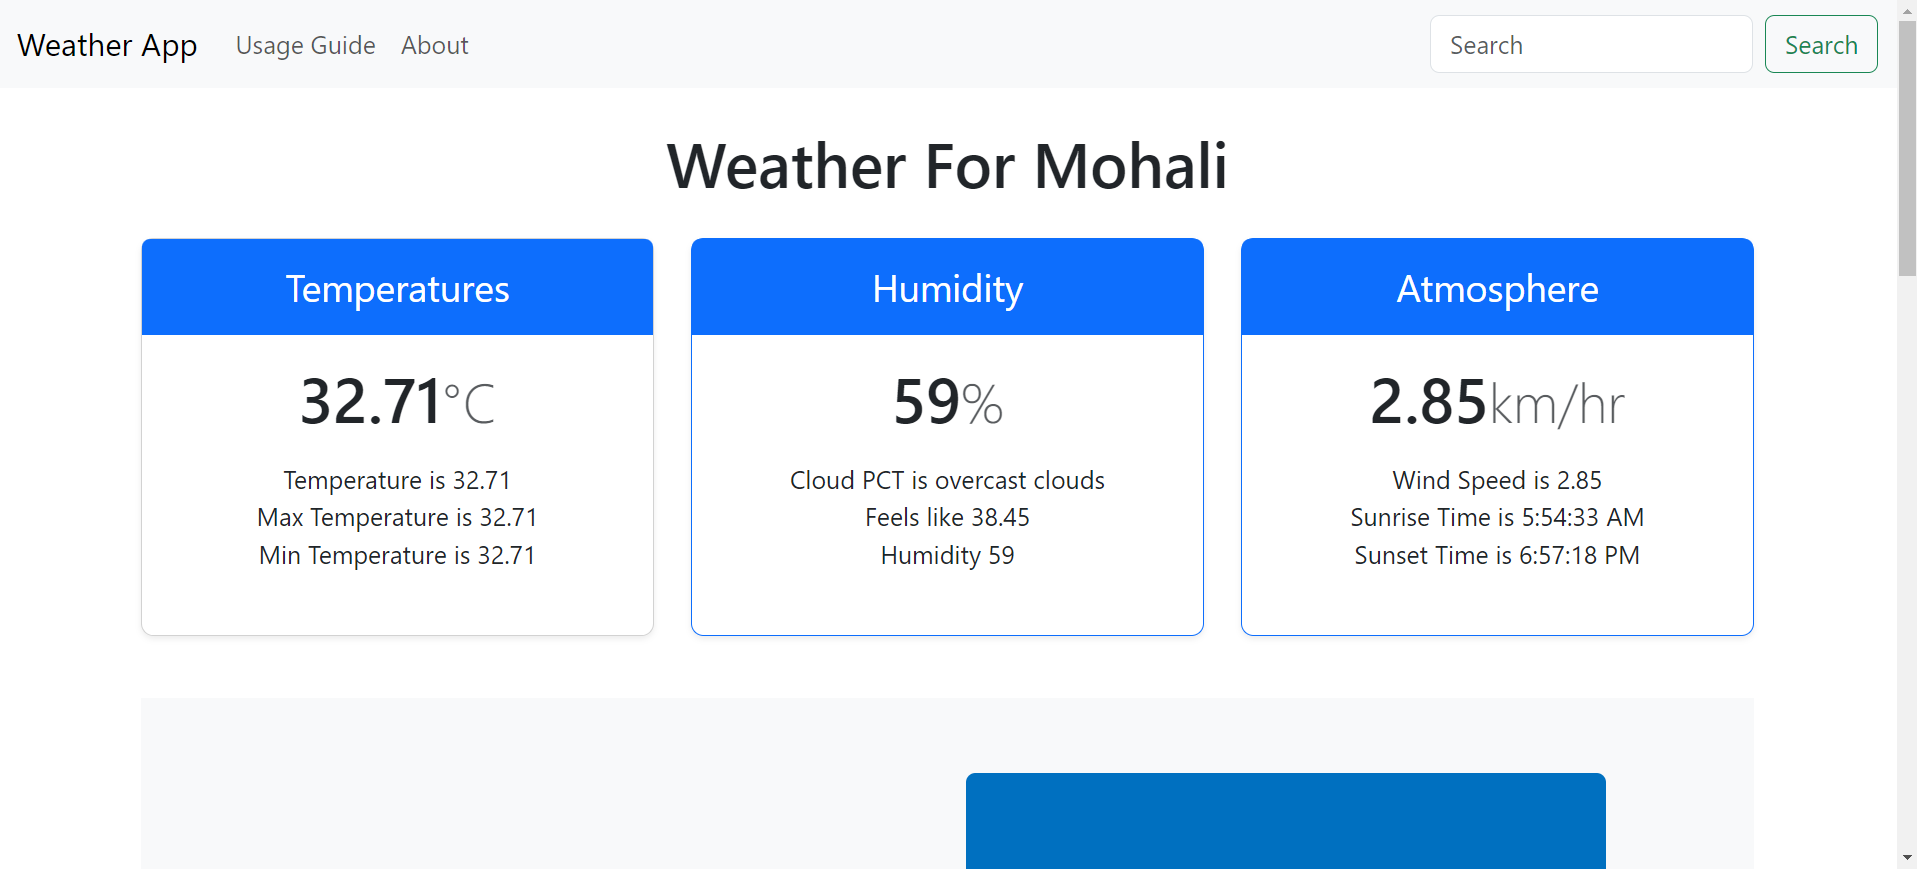 Weather App Usage Guide About Search Search
Weather For Mohali
Temperatures
32.71°C
Temperature is 32.71
Max Temperature is 32.71
Min Temperature is 32.71
Humidity
59%
Cloud PCT is overcast clouds
Feels like 38.45
Humidity 59
Atmosphere
2.85km/hr
Wind Speed is 2.85
Sunrise Time is 5:54:33 AM
Sunset Time is 6:57:18 PM